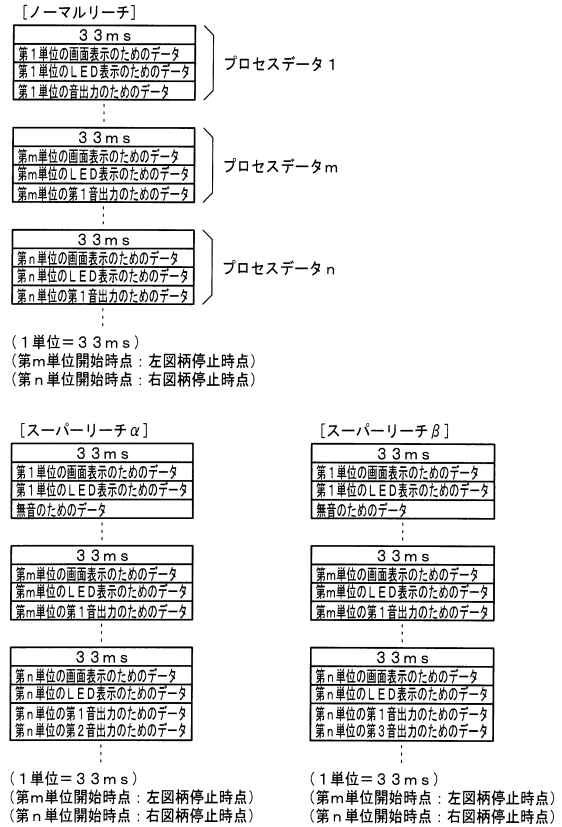 ［ノーマルリーチ］
３３ｍｓ
第１単位の画面表示のためのデータ
第１単位のＬＥＤ表示のためのデータ
第１単位の音出力のためのデータ
プロセスデータ１
３３ｍｓ
第ｍ単位の画面表示のためのデータ
第ｍ単位のＬＥＤ表示のためのデータ
第ｍ単位の第１音出力のためのデータ
プロセスデータｍ
３３ｍｓ
第ｎ単位の画面表示のためのデータ
第ｎ単位のＬＥＤ表示のためのデータ
第ｎ単位の第１音出力のためのデータ
プロセスデータｎ
（１単位＝３３ｍｓ）
（第ｍ単位開始時点：左図柄停止時点）
（第ｎ単位開始時点：右図柄停止時点）
［スーパーリーチα］
３３ｍｓ
第１単位の画面表示のためのデータ
第１単位のＬＥＤ表示のためのデータ
無音のためのデータ
３３ｍｓ
第ｍ単位の画面表示のためのデータ
第ｍ単位のＬＥＤ表示のためのデータ
第ｍ単位の第１音出力のためのデータ
３３ｍｓ
第ｎ単位の画面表示のためのデータ
第ｎ単位のＬＥＤ表示のためのデータ
第ｎ単位の第１音出力のためのデータ
第ｎ単位の第２音出力のためのデータ
（１単位＝３３ｍｓ）
（第ｍ単位開始時点：左図柄停止時点）
（第ｎ単位開始時点：右図柄停止時点）
［スーパーリーチβ］
３３ｍｓ
第１単位の画面表示のためのデータ
第１単位のＬＥＤ表示のためのデータ
無音のためのデータ
３３ｍｓ
第ｍ単位の画面表示のためのデータ
第ｍ単位のＬＥＤ表示のためのデータ
第ｍ単位の第１音出力のためのデータ
３３ｍｓ
第ｎ単位の画面表示のためのデータ
第ｎ単位のＬＥＤ表示のためのデータ
第ｎ単位の第１音出力のためのデータ
第ｎ単位の第３音出力のためのデータ
（１単位＝３３ｍｓ）
（第ｍ単位開始時点：左図柄停止時点）
（第ｎ単位開始時点：右図柄停止時点）